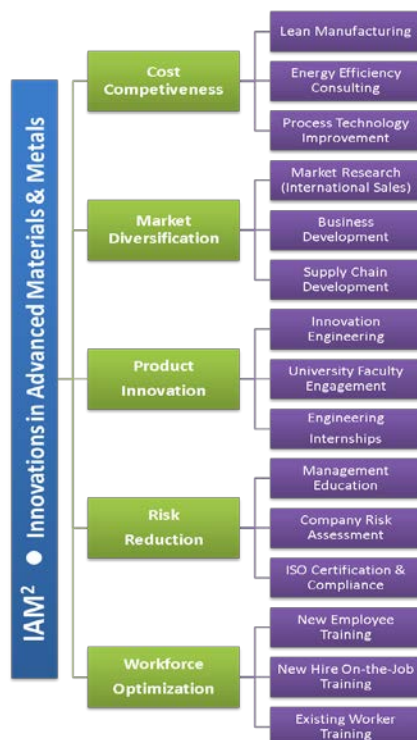 IAM² ● Innovations in Advanced Materials & Metals
Cost
Competiveness
Lean Manufacturing
Energy Efficiency
Consulting
Process Technology
Improvement
Market
Diversification
Market Research
(International Sales)
Business
Development
Supply Chain
Development
Product
Innovation
Innovation
Engineering
University Faculty
Engagement
Engineering
Internships
Risk
Reduction
Management
Education
Company Risk
Assessment
ISO Certification &
Compliance
Workforce
Optimization
New Employee
Training
New Hire On-the-Job
Training
Existing Worker
Training